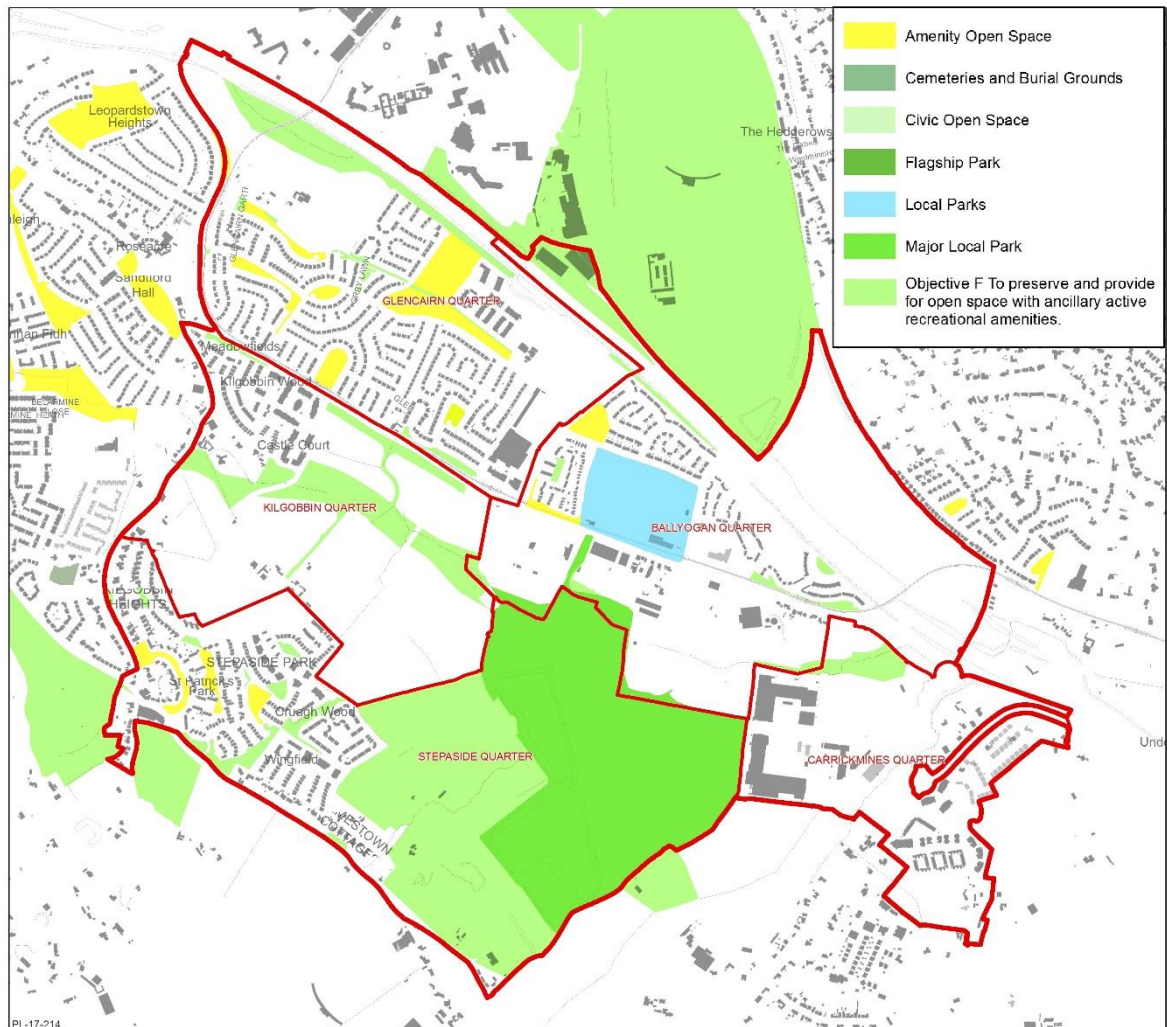 Amenity Open Space
Cemeteries and Burial Grounds
Civic Open Space
Flagship Park
Local Parks
Major Local Park
Objective F To preserve and provide
for open space with ancillary active
recreational amenities.
Leopardstown
Heights
The Hedgerows
Roseacre
Sandiford
Hall
GLENCAIRN QUARTER
Meadowfields
Kilgobbin Wood
Castle Court
KILGOBBIN QUARTER
BALLYOGAN QUARTER
HEIGHTS
STEPASIDE PARK
St Patrick's
Park
Cruagh Wood
Wingfield
STEPASIDE QUARTER
CARRICKMINES QUARTER
COTTAGES
PL-17-214